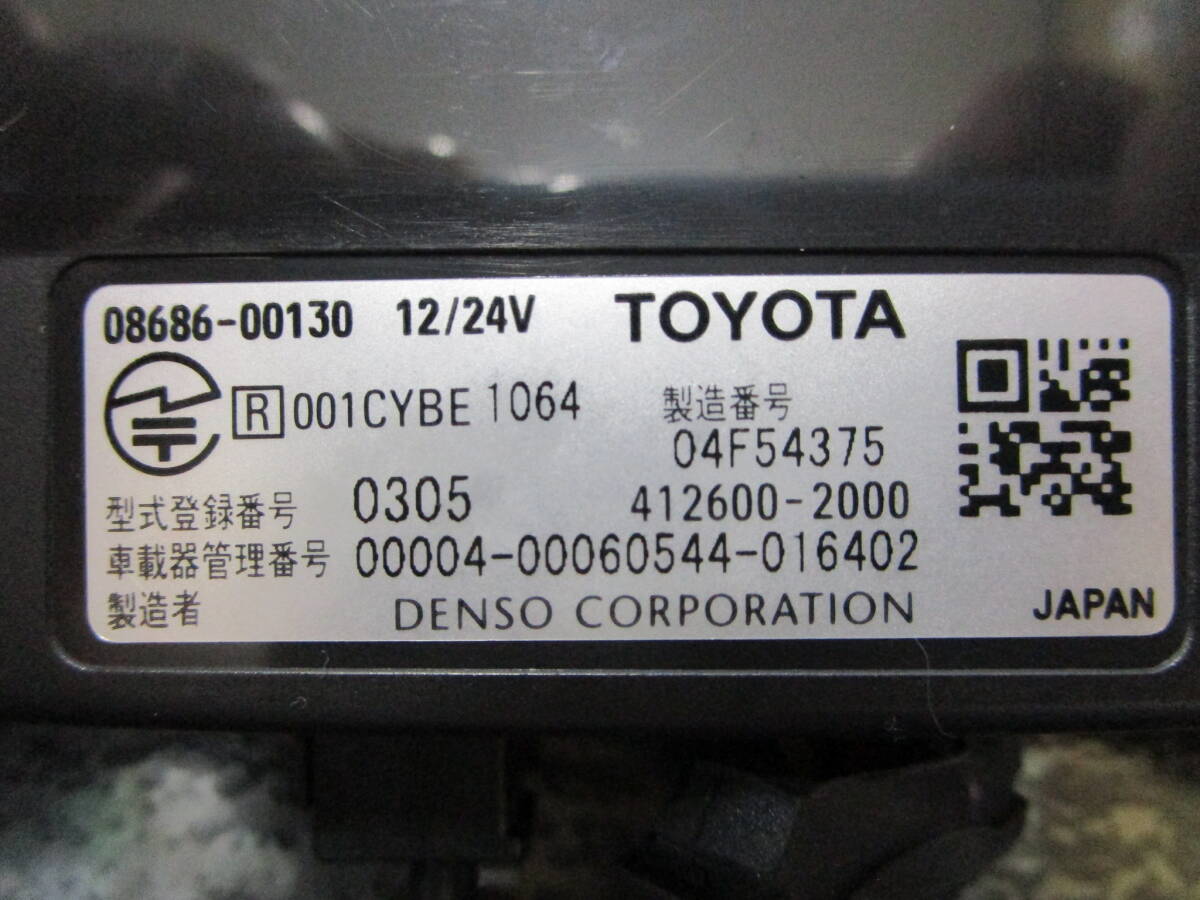 08686-00130 12/24V TOYOTA
R 001CYBE 1064 製造番号
04F54375
型式登録番号 0305 412600-2000
車載器管理番号 00004-00060544-016402
製造者 DENSO CORPORATION JAPAN